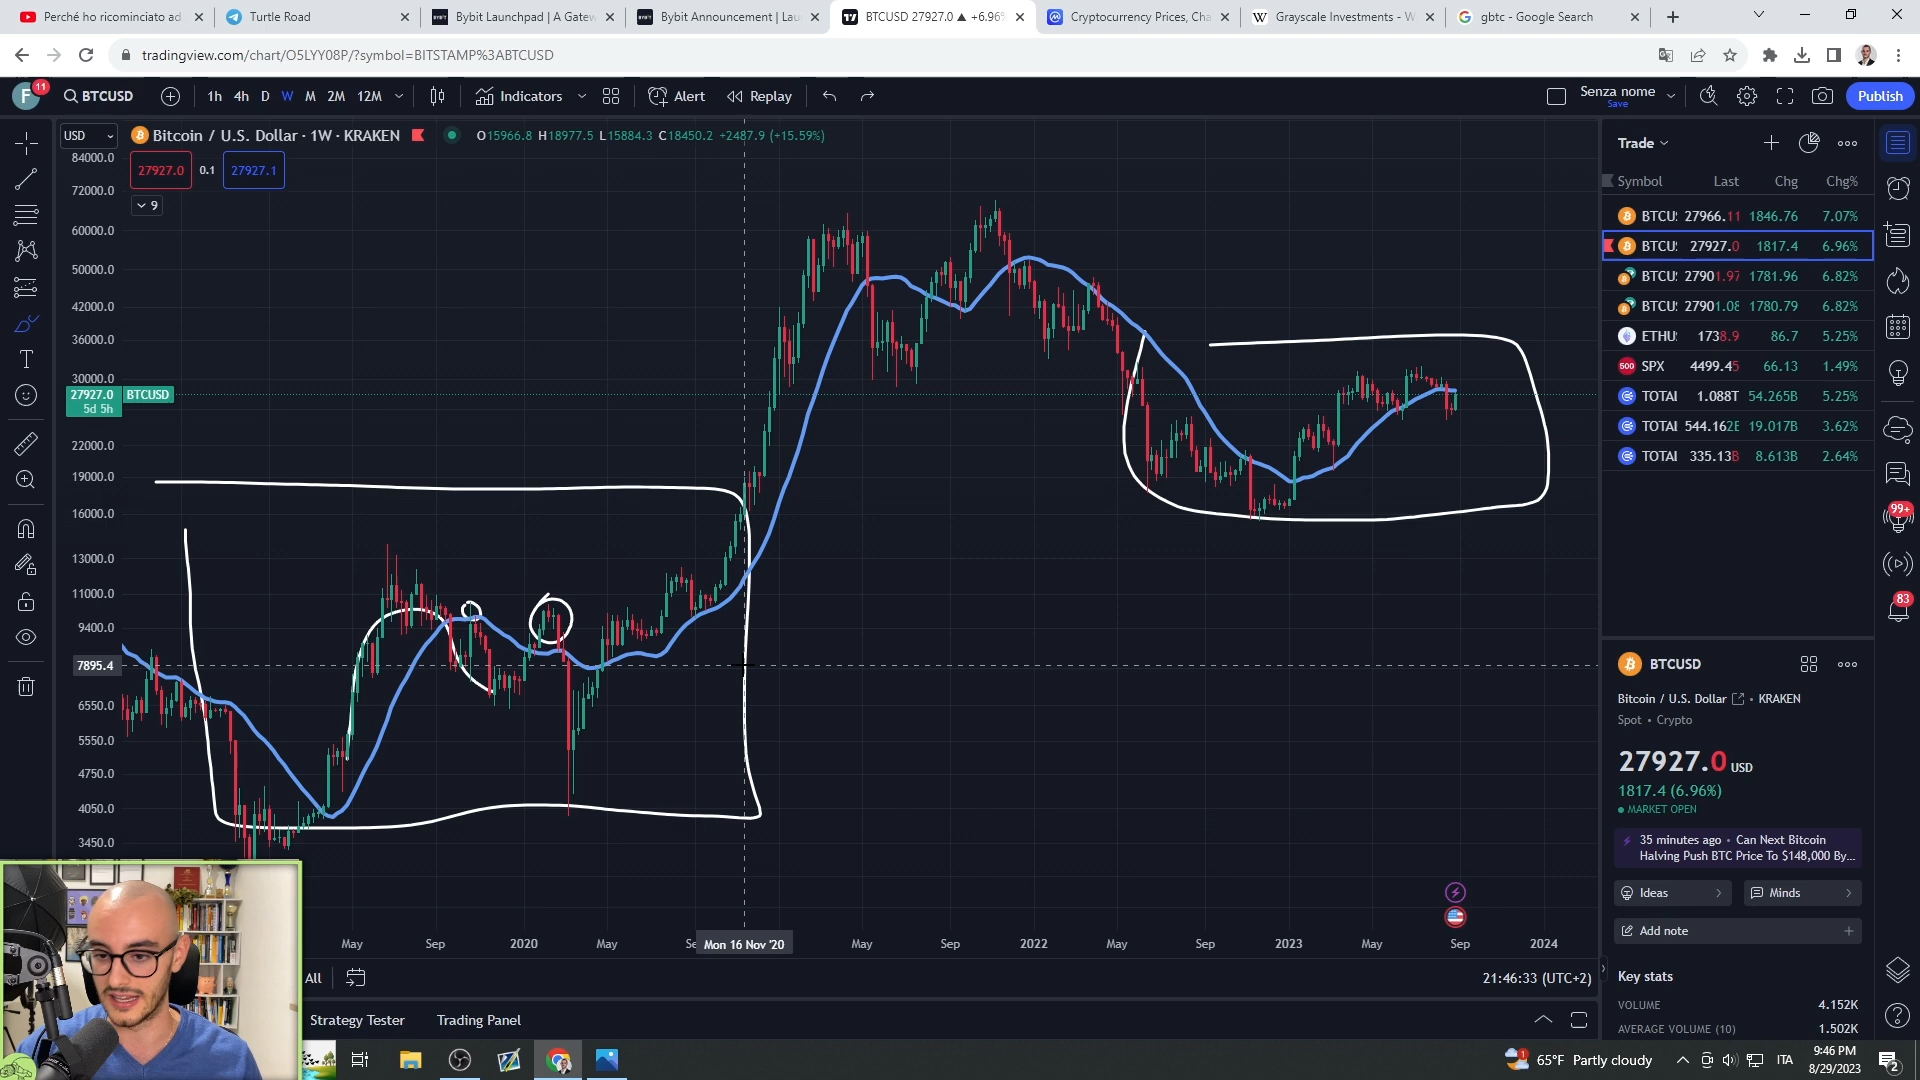 Perché ho ricominciato ad
Turtle Road
Bybit Launchpad | A Gatew
Bybit Announcement | Lau
BTCUSD 27927.0 ▲ +6.96%
Cryptocurrency Prices, Cha
Grayscale Investments - W
gbtc - Google Search
tradingview.com/chart/O5LYY08P/?symbol=BITSTAMP%3ABTCUSD
F 11
BTCUSD
1h 4h D W M 2M 12M
Indicators
Alert
Replay
Senza nome
Save
Publish
USD
Bitcoin / U.S. Dollar · 1W · KRAKEN
O15966.8 H18977.5 L15884.3 C18450.2 +2487.9 (+15.59%)
27927.0 0.1 27927.1
9
84000.0
72000.0
60000.0
50000.0
42000.0
36000.0
30000.0
27927.0 BTCUSD
5d 5h
22000.0
19000.0
16000.0
13000.0
11000.0
9400.0
7895.4
6550.0
5550.0
4750.0
4050.0
3450.0
May Sep 2020 May Se Mon 16 Nov '20 May Sep 2022 May Sep 2023 May Sep 2024
All
21:46:33 (UTC+2)
Strategy Tester
Trading Panel
Trade
Symbol Last Chg Chg%
BTCU 27966.11 1846.76 7.07%
BTCU 27927.0 1817.4 6.96%
BTCU 27901.97 1781.96 6.82%
BTCU 27901.08 1780.79 6.82%
ETHU 1738.9 86.7 5.25%
500 SPX 4499.45 66.13 1.49%
TOTAL 1.088T 54.265B 5.25%
TOTAL 544.162B 19.017B 3.62%
TOTAL 335.13B 8.613B 2.64%
99+
83
BTCUSD
Bitcoin / U.S. Dollar • KRAKEN
Spot • Crypto
27927.0 USD
1817.4 (6.96%)
MARKET OPEN
35 minutes ago • Can Next Bitcoin
Halving Push BTC Price To $148,000 By...
Ideas
Minds
Add note
Key stats
VOLUME 4.152K
AVERAGE VOLUME (10) 1.502K
1
65°F Partly cloudy
ITA
9:46 PM
8/29/2023
2